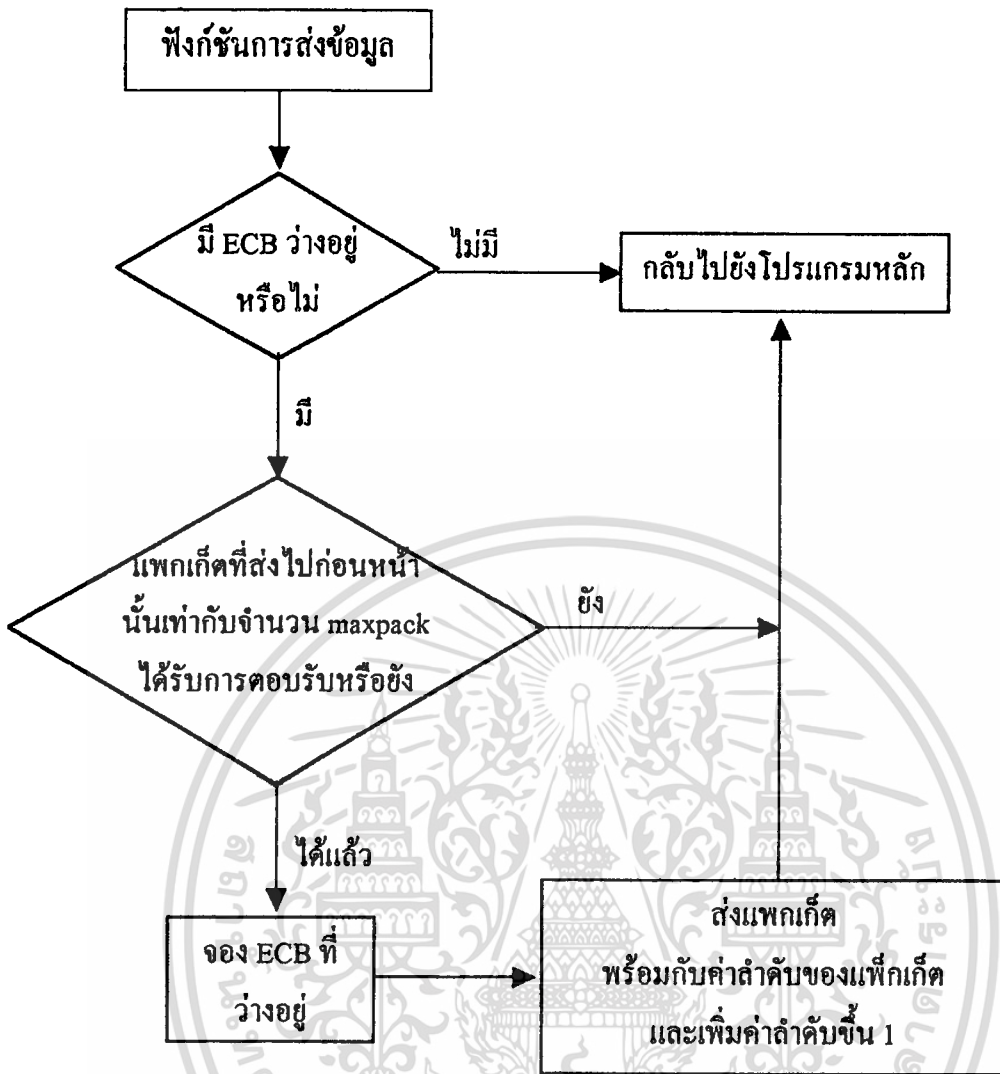 ฟังก์ชันการส่งข้อมูล
มี ECB ว่างอยู่
หรือไม่
ไม่มี
กลับไปยังโปรแกรมหลัก
มี
แพกเก็ตที่ส่งไปก่อนหน้า
นั้นเท่ากับจำนวน maxpack
ได้รับการตอบรับหรือยัง
ยัง
ได้แล้ว
จอง ECB ที่
ว่างอยู่
ส่งแพกเก็ต
พร้อมกับค่าลำดับของแพ็กเก็ต
และเพิ่มค่าลำดับขึ้น 1